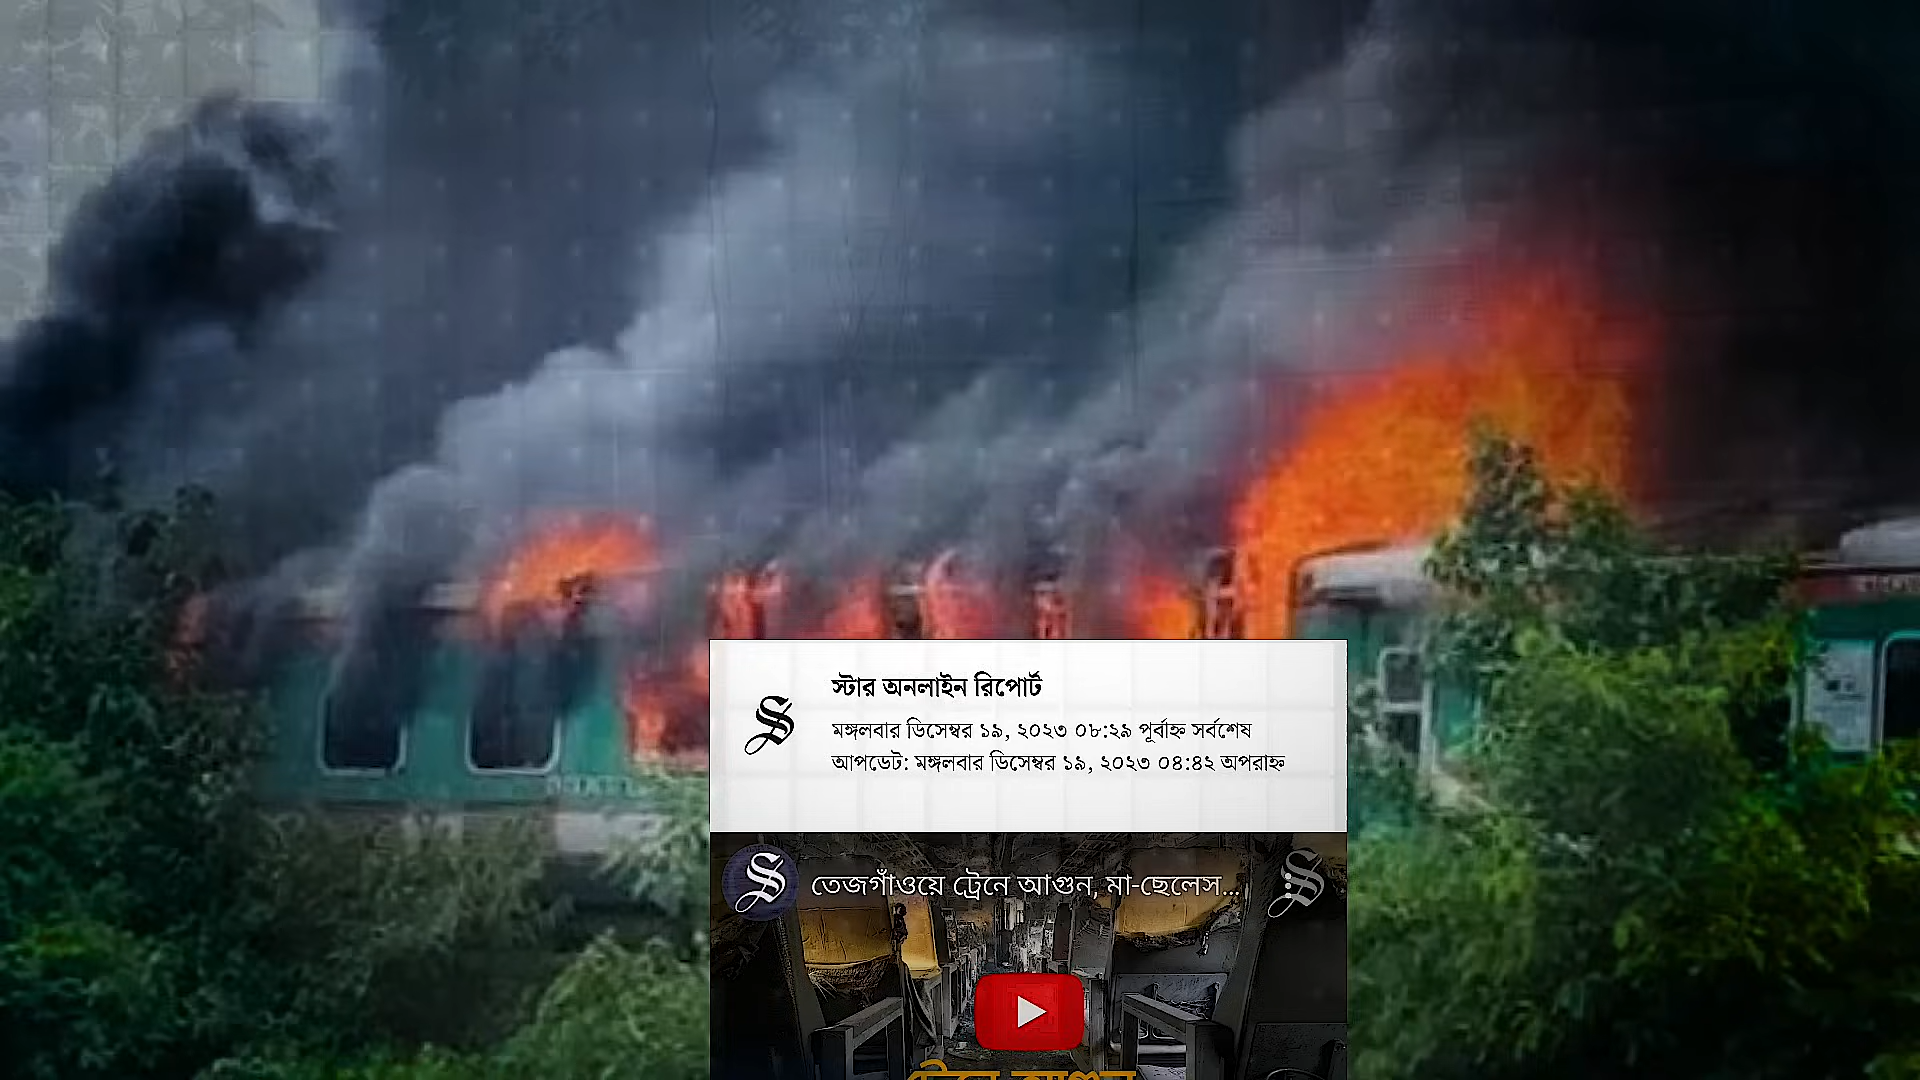 স্টার অনলাইন রিপোর্ট
মঙ্গলবার ডিসেম্বর ১৯, ২০২৩ ০৮:২৯ পূর্বাহ্ন সর্বশেষ
আপডেট: মঙ্গলবার ডিসেম্বর ১৯, ২০২৩ ০৪:৪২ অপরাহ্ন
তেজগাঁওয়ে ট্রেনে আগুন, মা-ছেলেস...
ট্রেনে আগুন